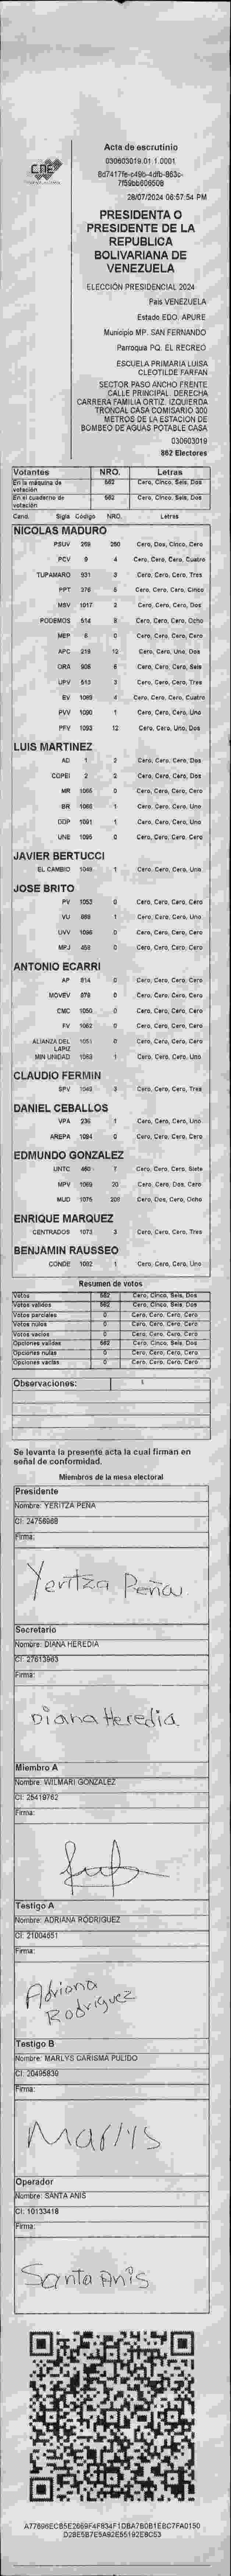 CNE
Acta de escrutinio
030603019.01.1.0001
28/07/2024 06:57:54 PM
PRESIDENTA O
PRESIDENTE DE LA
REPUBLICA
BOLIVARIANA DE
VENEZUELA
ELECCIÓN PRESIDENCIAL 2024
País VENEZUELA
Estado EDO. APURE
Municipio MP. SAN FERNANDO
Parroquia PQ. EL RECREO
ESCUELA PRIMARIA LUISA
CLEOTILDE FARFAN
SECTOR PASO ANCHO FRENTE
CALLE PRINCIPAL. DERECHA
CARRERA FAMILIA ORTIZ. IZQUIERDA
TRONCAL CASA COMISARIO 300
METROS DE LA ESTACION DE
BOMBEO DE AGUAS POTABLE CASA
030603019
862 Electores
Votantes NRO. Letras
En la máquina de votación 562 Cero, Cinco, Seis, Dos
En el cuaderno de votación 562 Cero, Cinco, Seis, Dos
Cand. Sigla Código NRO. Letras
NICOLAS MADURO
PSUV 250 Cero, Dos, Cinco, Cero
PCV 9 4 Cero, Cero, Cero, Cuatro
TUPAMARO 931 3 Cero, Cero, Cero, Tres
PPT 376 5 Cero, Cero, Cero, Cinco
MSV 1017 2 Cero, Cero, Cero, Dos
PODEMOS 514 8 Cero, Cero, Cero, Ocho
MEP 6 0 Cero, Cero, Cero, Cero
APC 219 12 Cero, Cero, Uno, Dos
ORA 906 6 Cero, Cero, Cero, Seis
UPV 513 3 Cero, Cero, Cero, Tres
EV 1089 4 Cero, Cero, Cero, Cuatro
PVV 1090 1 Cero, Cero, Cero, Uno
PFV 1093 12 Cero, Cero, Uno, Dos
LUIS MARTINEZ
AD 1 2 Cero, Cero, Cero, Dos
COPEI 2 2 Cero, Cero, Cero, Dos
MR 1065 0 Cero, Cero, Cero, Cero
BR 1066 1 Cero, Cero, Cero, Uno
DDP 1091 1 Cero, Cero, Cero, Uno
UNE 1095 0 Cero, Cero, Cero, Cero
JAVIER BERTUCCI
EL CAMBIO 1048 1 Cero, Cero, Cero, Uno
JOSE BRITO
PV 1053 0 Cero, Cero, Cero, Cero
VU 868 1 Cero, Cero, Cero, Uno
UVV 1096 0 Cero, Cero, Cero, Cero
MPJ 458 0 Cero, Cero, Cero, Cero
ANTONIO ECARRI
AP 814 0 Cero, Cero, Cero, Cero
MOVEV 879 0 Cero, Cero, Cero, Cero
CMC 1050 0 Cero, Cero, Cero, Cero
FV 1062 0 Cero, Cero, Cero, Cero
ALIANZA DEL LAPIZ 1051 0 Cero, Cero, Cero, Cero
MIN UNIDAD 1069 1 Cero, Cero, Cero, Uno
CLAUDIO FERMIN
SPV 1049 3 Cero, Cero, Cero, Tres
DANIEL CEBALLOS
VPA 236 1 Cero, Cero, Cero, Uno
AREPA 1094 0 Cero, Cero, Cero, Cero
EDMUNDO GONZALEZ
UNTC 460 7 Cero, Cero, Cero, Siete
MPV 1069 20 Cero, Cero, Dos, Cero
MUD 1075 208 Cero, Dos, Cero, Ocho
ENRIQUE MARQUEZ
CENTRADOS 1073 3 Cero, Cero, Cero, Tres
BENJAMIN RAUSSEO
CONDE 1092 1 Cero, Cero, Cero, Uno
Resumen de votos
Votos 562 Cero, Cinco, Seis, Dos
Votos validos 562 Cero, Cinco, Seis, Dos
Votos parciales 0 Cero, Cero, Cero, Cero
Votos nulos 0 Cero, Cero, Cero, Cero
Votos vacios 0 Cero, Cero, Cero, Cero
Opciones validas 562 Cero, Cinco, Seis, Dos
Opciones nulas 0 Cero, Cero, Cero, Cero
Opciones vacias 0 Cero, Cero, Cero, Cero
Observaciones:
Se levanta la presente acta la cual firman en
señal de conformidad.
Miembros de la mesa electoral
Presidente
Nombre: YERITZA PEÑA
CI: 24756968
Firma:
Yeritza Peña
Secretario
Nombre: DIANA HEREDIA
CI: 27613963
Firma:
Diana Heredia
Miembro A
Nombre: WILMARI GONZALEZ
CI: 25419762
Firma:
Testigo A
Nombre: ADRIANA RODRIGUEZ
CI: 21004651
Firma:
Adriana
Rodriguez
Testigo B
Nombre: MARLYS CARISMA PULIDO
CI: 20495839
Firma:
Marlys
Operador
Nombre: SANTA ANIS
CI: 10133418
Firma:
Santa Anis